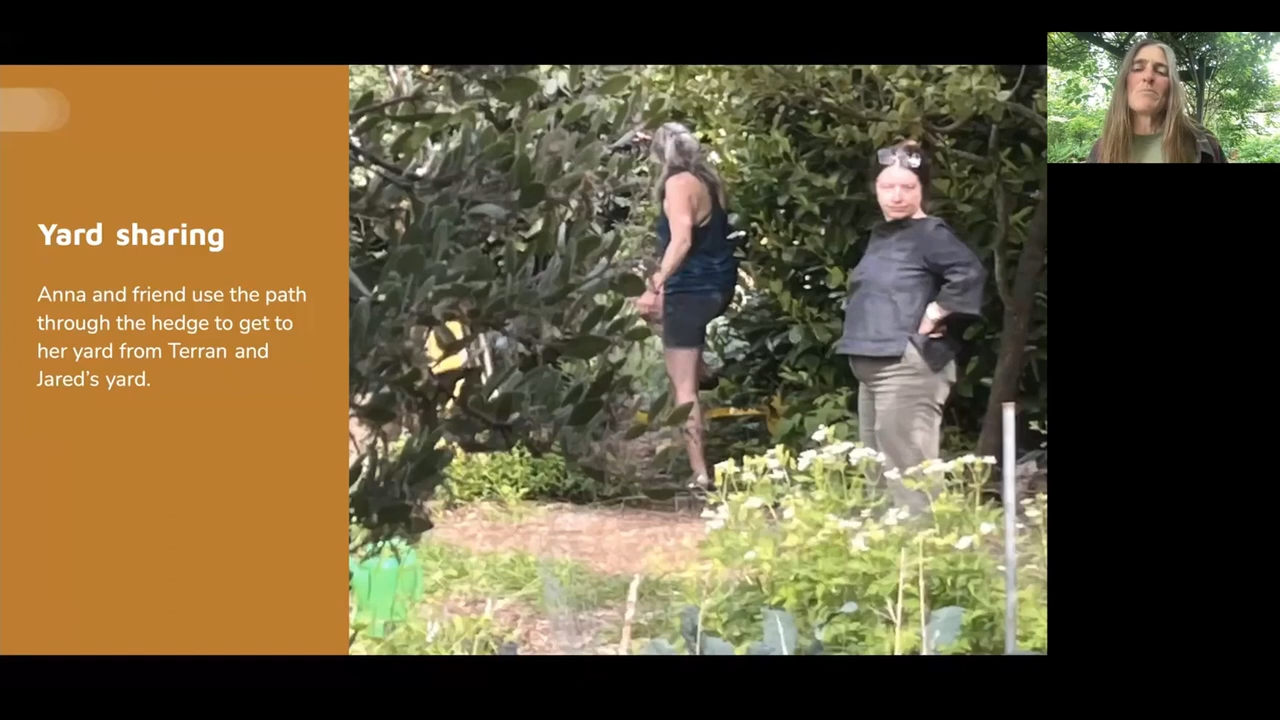 Yard sharing
Anna and friend use the path
through the hedge to get to
her yard from Terran and
Jared's yard.